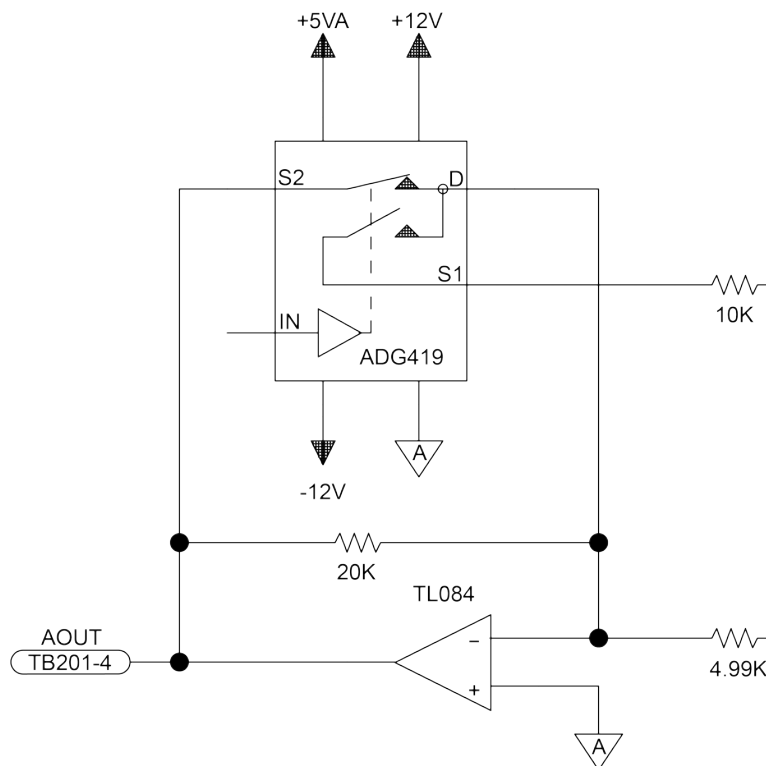 +5VA
+12V
S2
D
S1
10K
IN
ADG419
A
-12V
20K
TL084
AOUT
TB201-4
−
4.99K
+
A